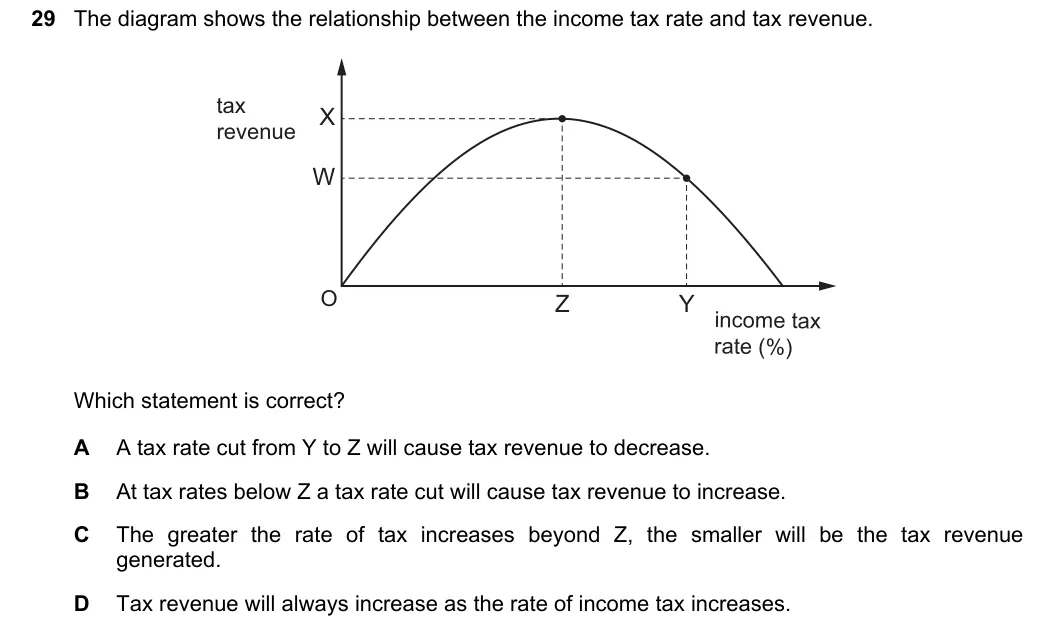 29 The diagram shows the relationship between the income tax rate and tax revenue.
tax
revenue
X
W
O
Z
Y
income tax
rate (%)
Which statement is correct?
A A tax rate cut from Y to Z will cause tax revenue to decrease.
B At tax rates below Z a tax rate cut will cause tax revenue to increase.
C The greater the rate of tax increases beyond Z, the smaller will be the tax revenue
generated.
D Tax revenue will always increase as the rate of income tax increases.